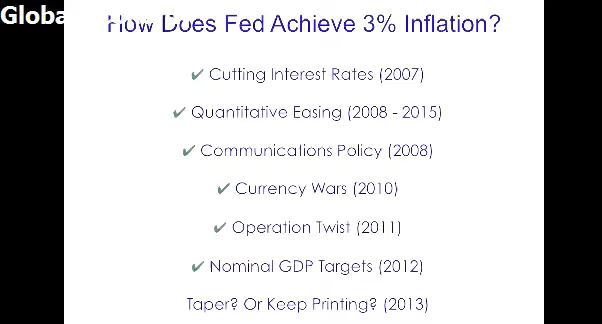 Globa
How Does Fed Achieve 3% Inflation?
✔ Cutting Interest Rates (2007)
✔ Quantitative Easing (2008 - 2015)
✔ Communications Policy (2008)
✔ Currency Wars (2010)
✔ Operation Twist (2011)
✔ Nominal GDP Targets (2012)
Taper? Or Keep Printing? (2013)